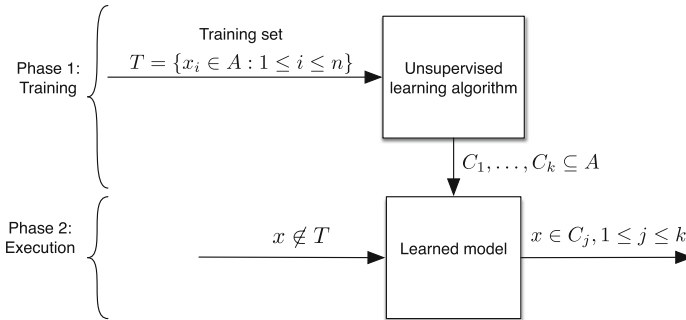 Phase 1:
Training
Training set
T = {x_i ∈ A : 1 ≤ i ≤ n}
Unsupervised
learning algorithm
C_1, . . . , C_k ⊆ A
Phase 2:
Execution
x ∉ T
Learned model
x ∈ C_j, 1 ≤ j ≤ k